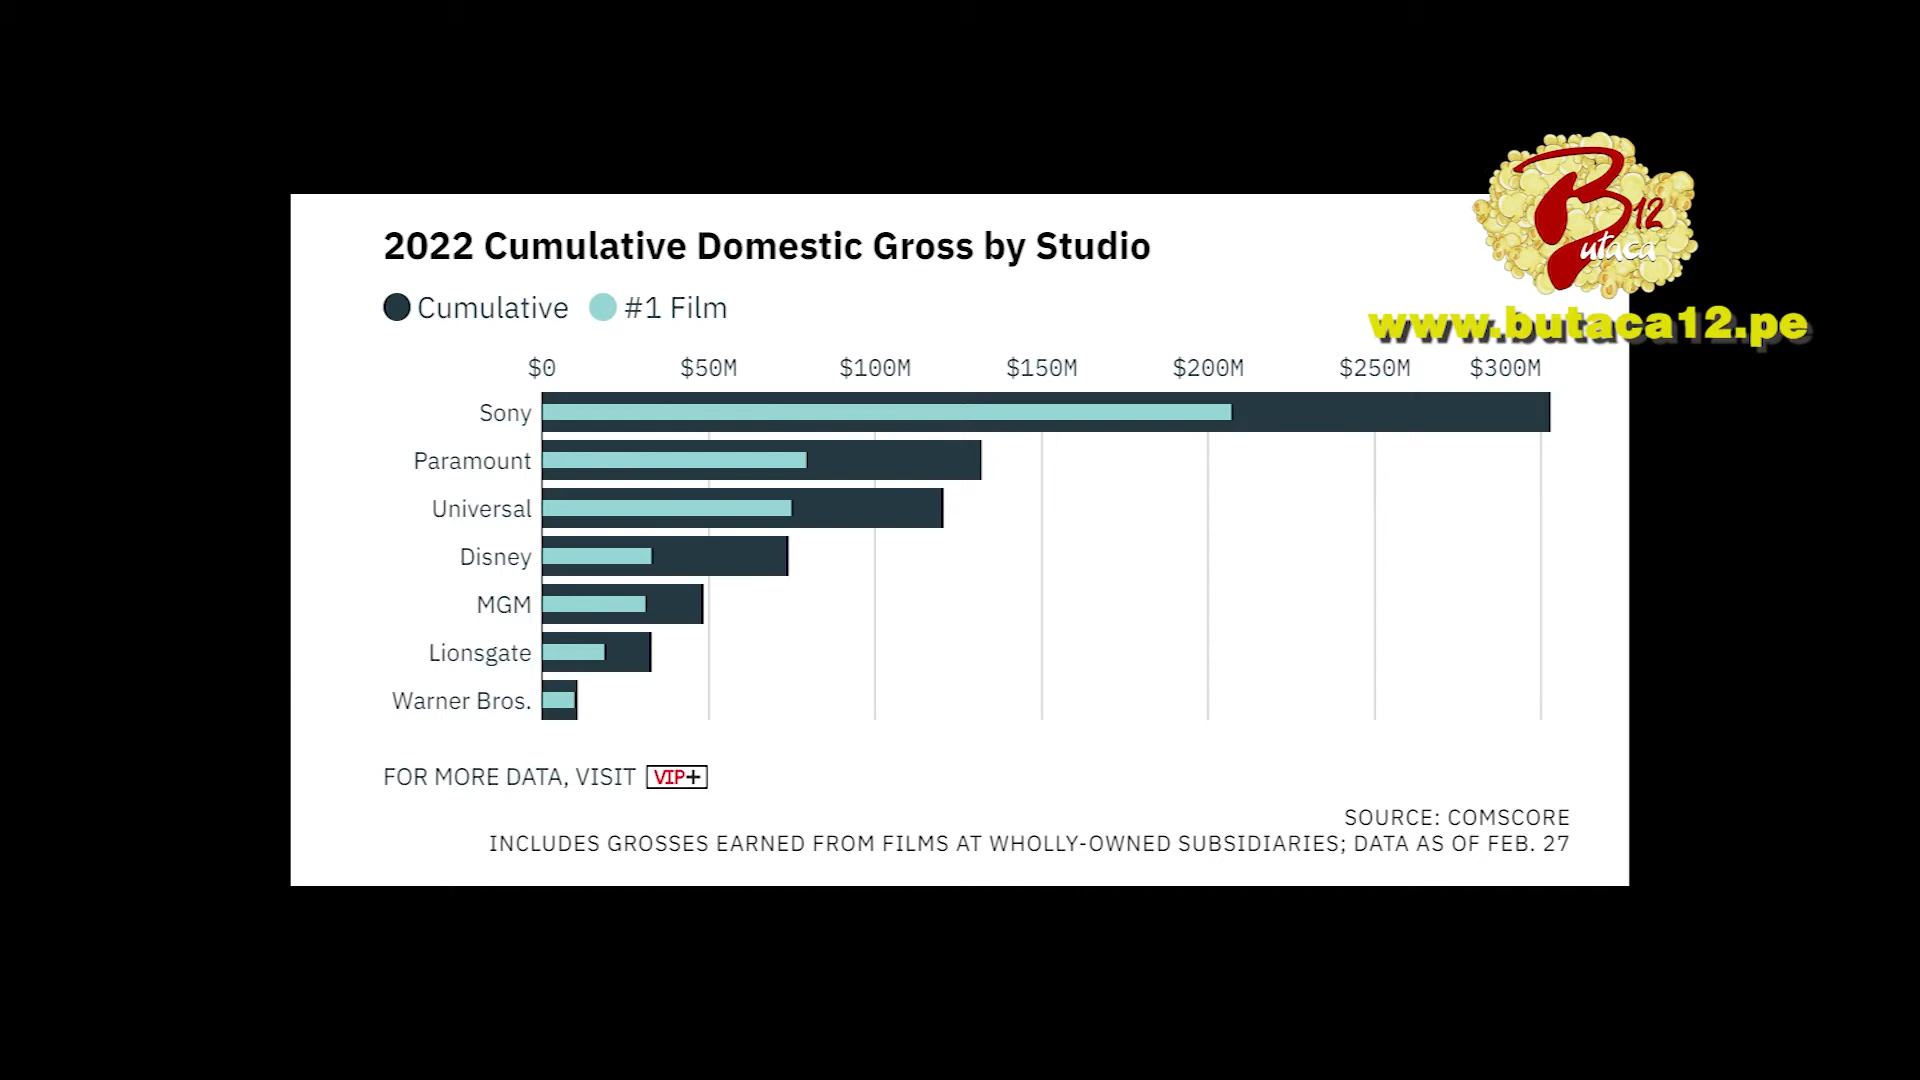 B12
utaca
www.butaca12.pe
2022 Cumulative Domestic Gross by Studio
Cumulative #1 Film
$0 $50M $100M $150M $200M $250M $300M
Sony
Paramount
Universal
Disney
MGM
Lionsgate
Warner Bros.
FOR MORE DATA, VISIT VIP+
SOURCE: COMSCORE
INCLUDES GROSSES EARNED FROM FILMS AT WHOLLY-OWNED SUBSIDIARIES; DATA AS OF FEB. 27